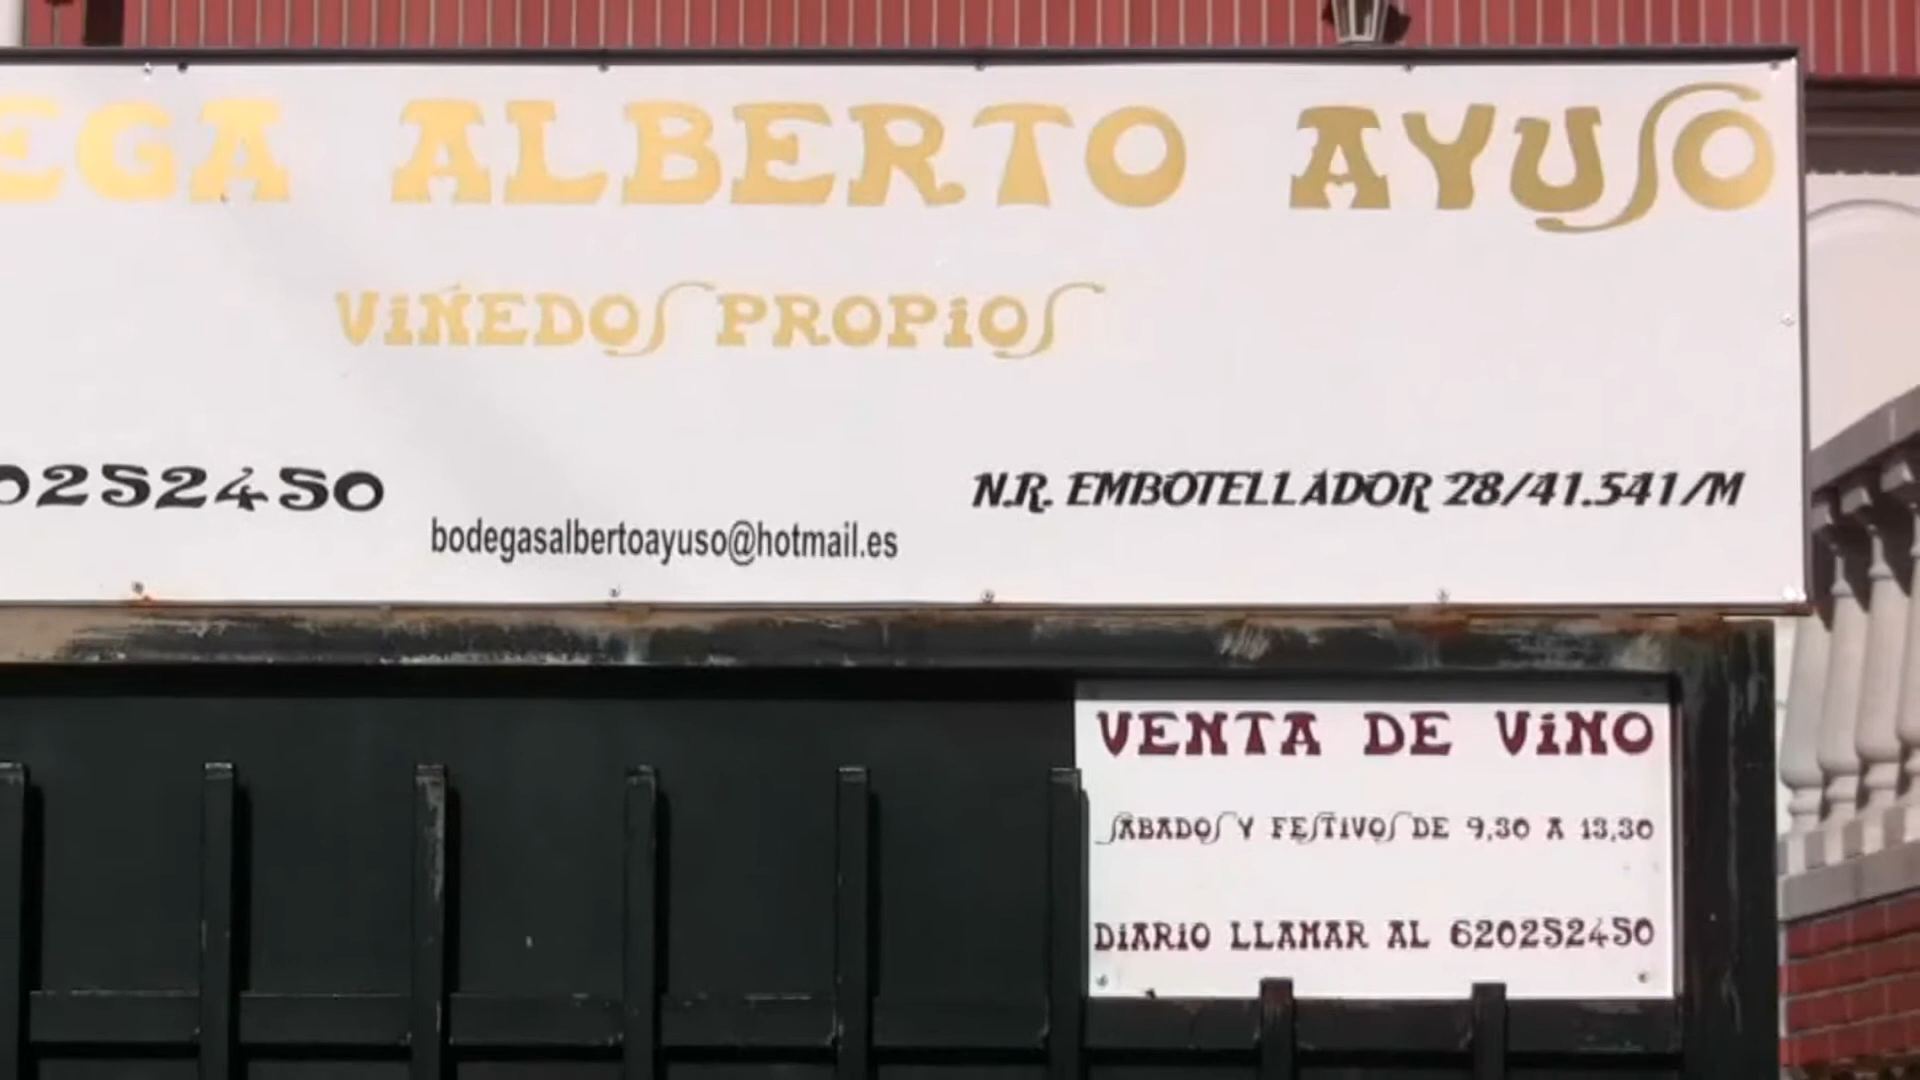 EGA ALBERTO AYUSO
VIÑEDOS PROPIOS
0252450
bodegasalbertoayuso@hotmail.es
N.R. EMBOTELLADOR 28/41.541/M
VENTA DE VINO
SABADOS Y FESTIVOS DE 9,30 A 13,30
DIARIO LLAMAR AL 620252450